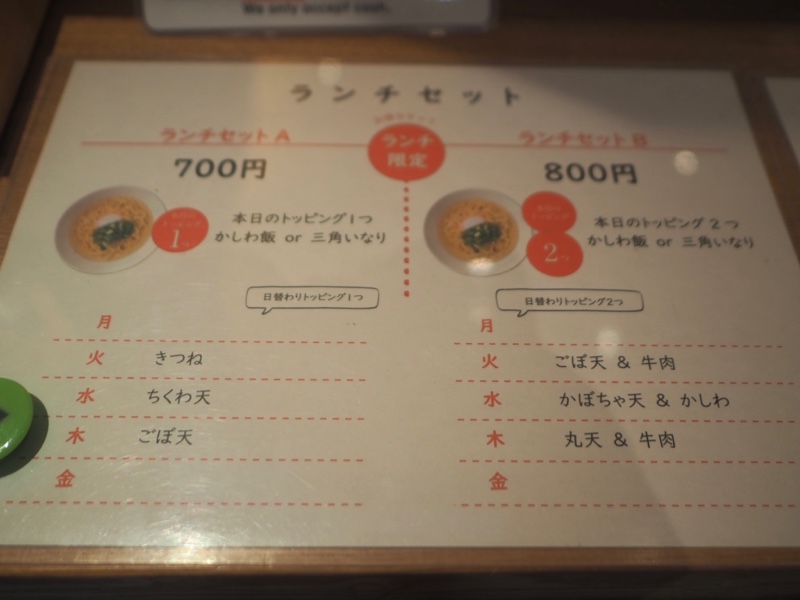 We only accept cash.
ランチセット
ランチセットA
700円
本日のトッピング1つ
かしわ飯 or 三角いなり
ランチ
限定
ランチセットB
800円
本日のトッピング2つ
かしわ飯 or 三角いなり
1つ
2つ
日替わりトッピング1つ
月
火 きつね
水 ちくわ天
木 ごぼ天
金
日替わりトッピング2つ
月
火 ごぼ天 & 牛肉
水 かぼちゃ天 & かしわ
木 丸天 & 牛肉
金